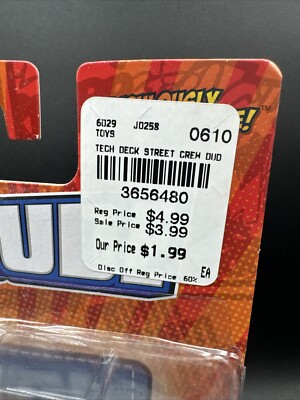 6029 J0258 0610
TOYS
TECH DECK STREET CREW DUD
3656480
Reg Price $4.99
Sale Price $3.99
Our Price $1.99 EA
Disc Off Reg Price 60%
TM